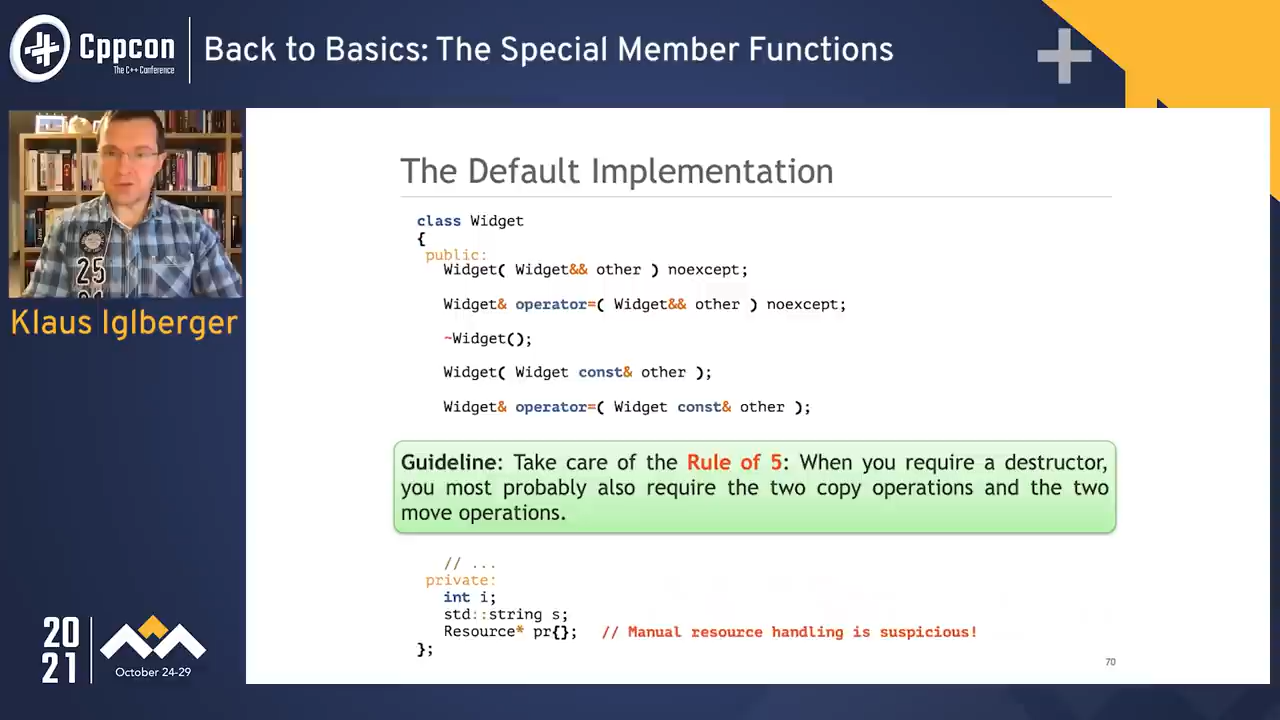 Cppcon
The C++ Conference
Back to Basics: The Special Member Functions
25
Klaus Iglberger
The Default Implementation
class Widget
{
public:
Widget( Widget&& other ) noexcept;
Widget& operator=( Widget&& other ) noexcept;
~Widget();
Widget( Widget const& other );
Widget& operator=( Widget const& other );
Guideline: Take care of the Rule of 5: When you require a destructor,
you most probably also require the two copy operations and the two
move operations.
// ...
private:
int i;
std::string s;
Resource* pr{}; // Manual resource handling is suspicious!
};
70
20
21
October 24-29